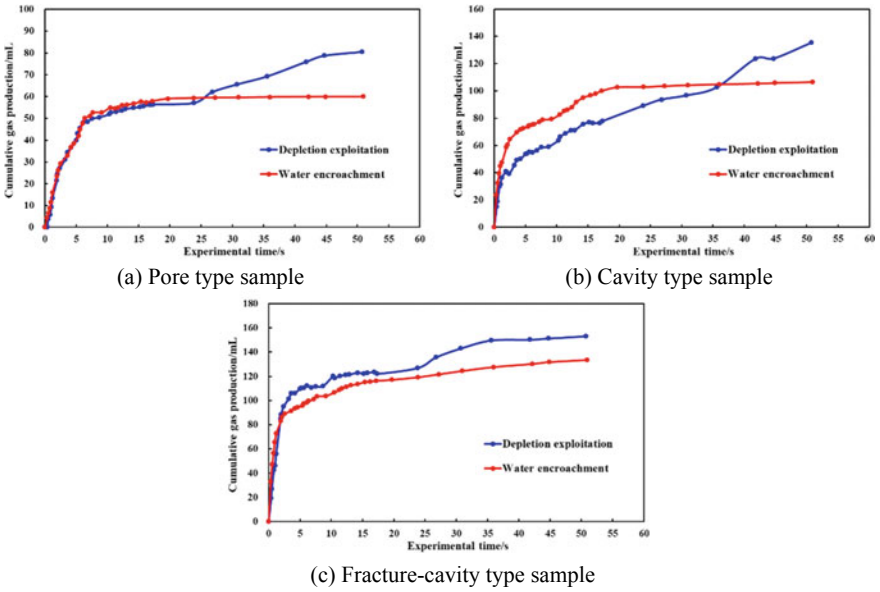 Cumulative gas production/mL
100
90
80
70
60
50
40
30
20
10
0
Depletion exploitation
Water encroachment
0 5 10 15 20 25 30 35 40 45 50 55 60
Experimental time/s
(a) Pore type sample
Cumulative gas production/mL
160
140
120
100
80
60
40
20
0
Depletion exploitation
Water encroachment
0 5 10 15 20 25 30 35 40 45 50 55 60
Experimental time/s
(b) Cavity type sample
Cumulative gas production/mL
180
160
140
120
100
80
60
40
20
0
Depletion exploitation
Water encroachment
0 5 10 15 20 25 30 35 40 45 50 55 60
Experimental time/s
(c) Fracture-cavity type sample